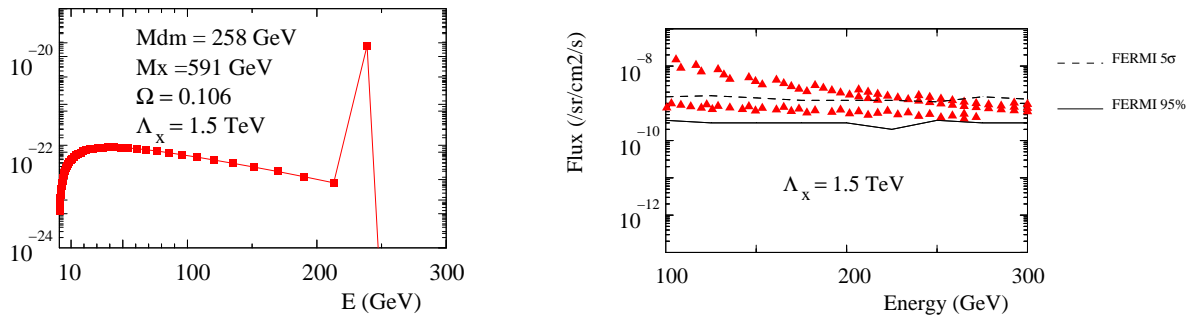 Mdm = 258 GeV
Mx =591 GeV
Ω = 0.106
Λx = 1.5 TeV
10−20
10−22
10−24
10 100 200 300
E (GeV)
Flux (/sr/cm2/s)
10−8
10−10
10−12
Λx = 1.5 TeV
100 200 300
Energy (GeV)
FERMI 5σ
FERMI 95%